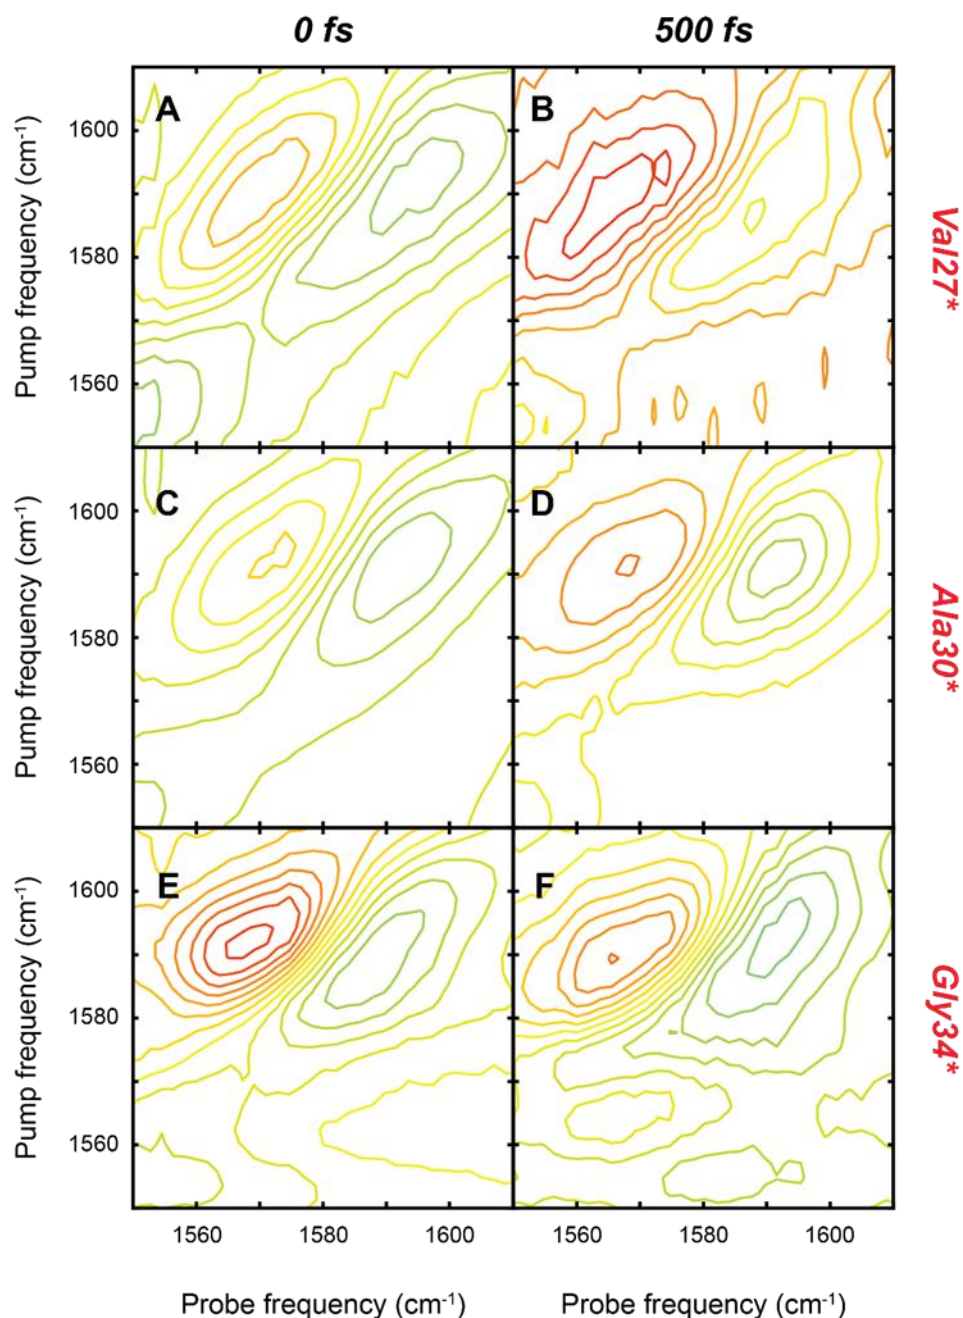 0 fs 500 fs
A B
1600
1580
1560
Pump frequency (cm⁻¹)
Val27*
C D
1600
1580
1560
Pump frequency (cm⁻¹)
Ala30*
E F
1600
1580
1560
Pump frequency (cm⁻¹)
Gly34*
1560 1580 1600 1560 1580 1600
Probe frequency (cm⁻¹) Probe frequency (cm⁻¹)